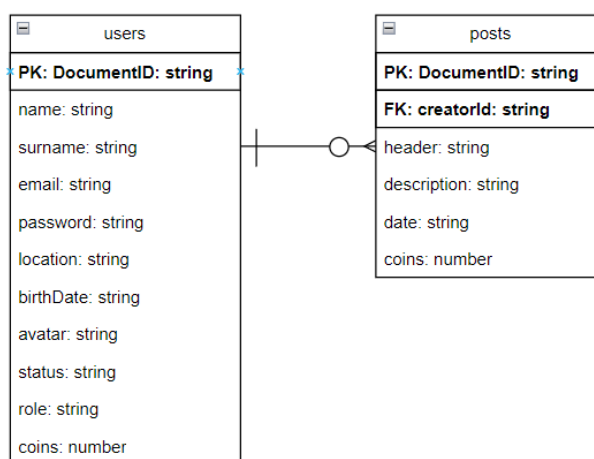 users
PK: DocumentID: string
name: string
surname: string
email: string
password: string
location: string
birthDate: string
avatar: string
status: string
role: string
coins: number
posts
PK: DocumentID: string
FK: creatorId: string
header: string
description: string
date: string
coins: number